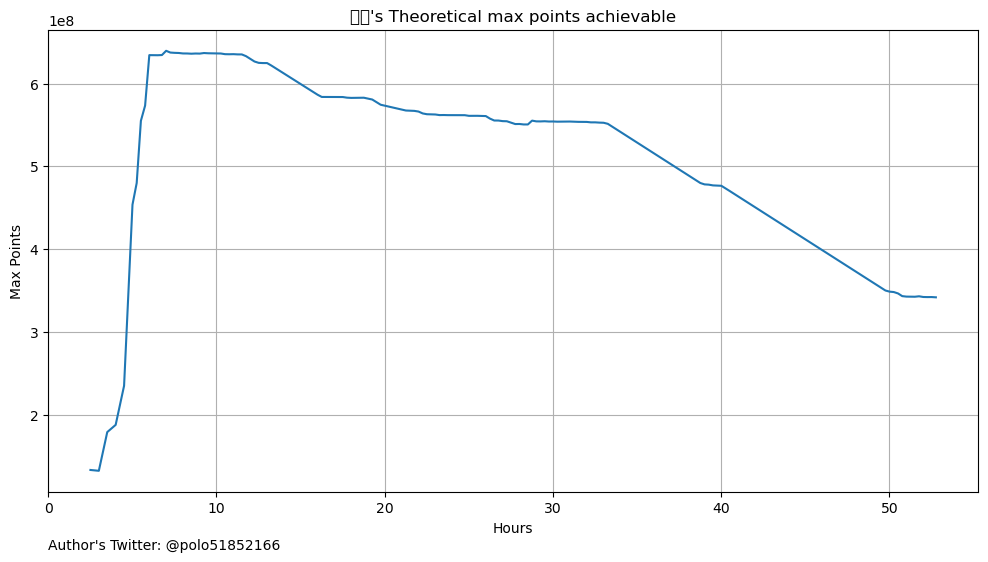 's Theoretical max points achievable
1e8
6
5
4
3
2
Max Points
0 10 20 30 40 50
Hours
Author's Twitter: @polo51852166